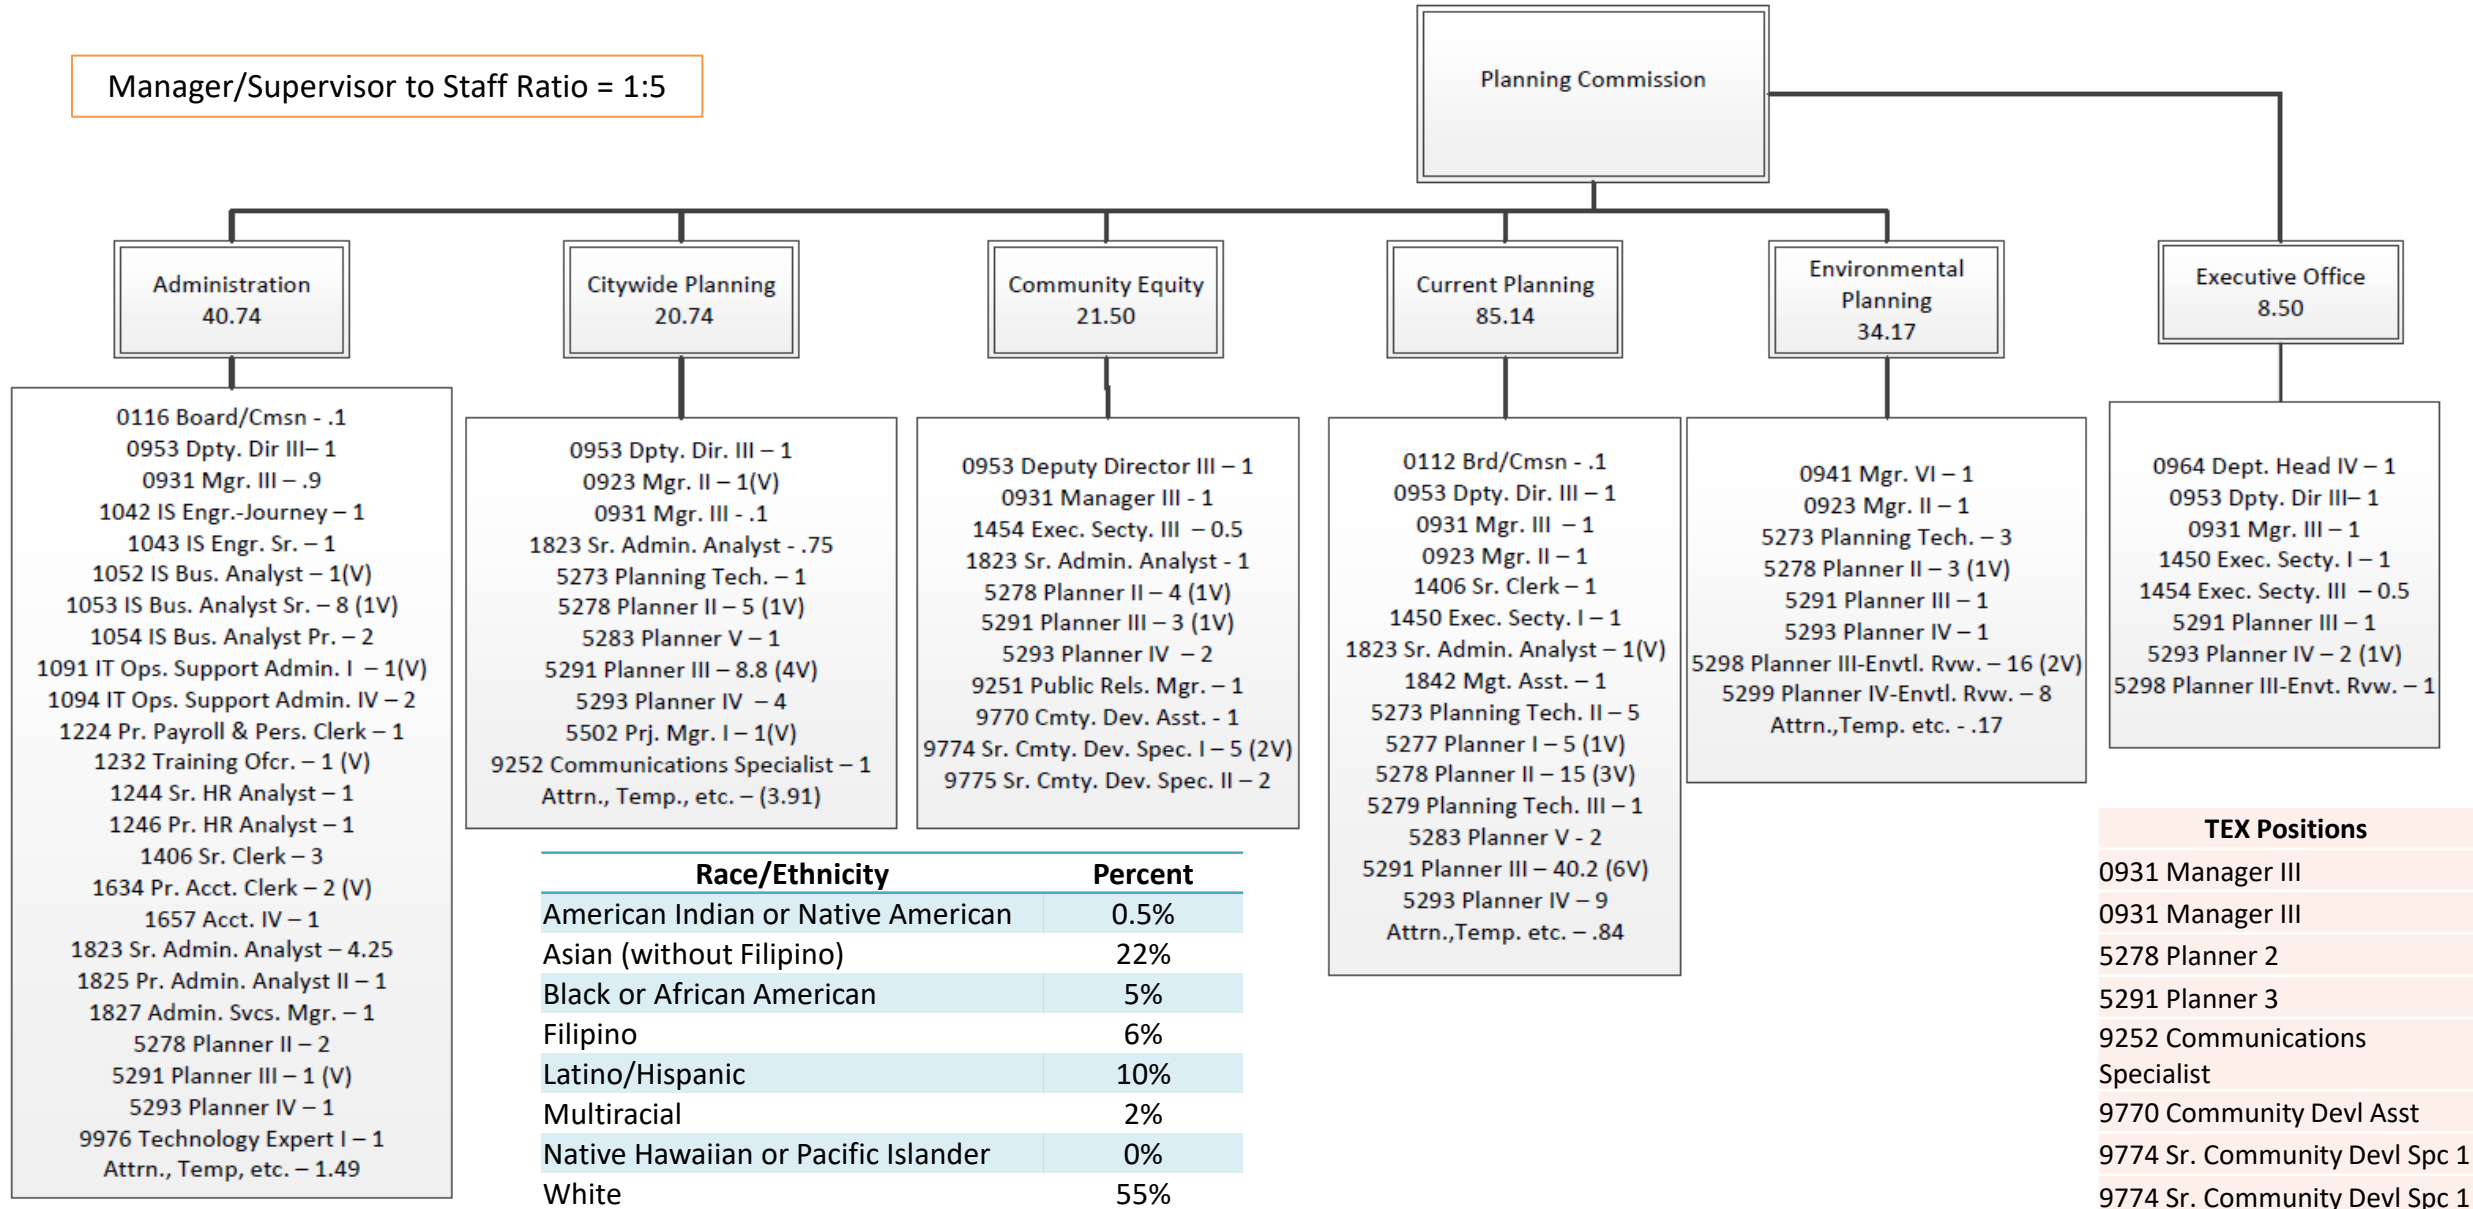 Manager/Supervisor to Staff Ratio = 1:5
Planning Commission
Administration
40.74
0116 Board/Cmsn - .1
0953 Dpty. Dir III– 1
0931 Mgr. III – .9
1042 IS Engr.-Journey – 1
1043 IS Engr. Sr. – 1
1052 IS Bus. Analyst – 1(V)
1053 IS Bus. Analyst Sr. – 8 (1V)
1054 IS Bus. Analyst Pr. – 2
1091 IT Ops. Support Admin. I – 1(V)
1094 IT Ops. Support Admin. IV – 2
1224 Pr. Payroll & Pers. Clerk – 1
1232 Training Ofcr. – 1 (V)
1244 Sr. HR Analyst – 1
1246 Pr. HR Analyst – 1
1406 Sr. Clerk – 3
1634 Pr. Acct. Clerk – 2 (V)
1657 Acct. IV – 1
1823 Sr. Admin. Analyst – 4.25
1825 Pr. Admin. Analyst II – 1
1827 Admin. Svcs. Mgr. – 1
5278 Planner II – 2
5291 Planner III – 1 (V)
5293 Planner IV – 1
9976 Technology Expert I – 1
Attrn., Temp, etc. – 1.49
Citywide Planning
20.74
0953 Dpty. Dir. III – 1
0923 Mgr. II – 1(V)
0931 Mgr. III - .1
1823 Sr. Admin. Analyst - .75
5273 Planning Tech. – 1
5278 Planner II – 5 (1V)
5283 Planner V – 1
5291 Planner III – 8.8 (4V)
5293 Planner IV – 4
5502 Prj. Mgr. I – 1(V)
9252 Communications Specialist – 1
Attrn., Temp., etc. – (3.91)
Community Equity
21.50
0953 Deputy Director III – 1
0931 Manager III - 1
1454 Exec. Secty. III – 0.5
1823 Sr. Admin. Analyst - 1
5278 Planner II – 4 (1V)
5291 Planner III – 3 (1V)
5293 Planner IV – 2
9251 Public Rels. Mgr. – 1
9770 Cmty. Dev. Asst. - 1
9774 Sr. Cmty. Dev. Spec. I – 5 (2V)
9775 Sr. Cmty. Dev. Spec. II – 2
Current Planning
85.14
0112 Brd/Cmsn - .1
0953 Dpty. Dir. III – 1
0931 Mgr. III – 1
0923 Mgr. II – 1
1406 Sr. Clerk – 1
1450 Exec. Secty. I – 1
1823 Sr. Admin. Analyst – 1(V)
1842 Mgt. Asst. – 1
5273 Planning Tech. II – 5
5277 Planner I – 5 (1V)
5278 Planner II – 15 (3V)
5279 Planning Tech. III – 1
5283 Planner V - 2
5291 Planner III – 40.2 (6V)
5293 Planner IV – 9
Attrn.,Temp. etc. – .84
Environmental
Planning
34.17
0941 Mgr. VI – 1
0923 Mgr. II – 1
5273 Planning Tech. – 3
5278 Planner II – 3 (1V)
5291 Planner III – 1
5293 Planner IV – 1
5298 Planner III-Envtl. Rvw. – 16 (2V)
5299 Planner IV-Envtl. Rvw. – 8
Attrn.,Temp. etc. - .17
Executive Office
8.50
0964 Dept. Head IV – 1
0953 Dpty. Dir III– 1
0931 Mgr. III – 1
1450 Exec. Secty. I – 1
1454 Exec. Secty. III – 0.5
5291 Planner III – 1
5293 Planner IV – 2 (1V)
5298 Planner III-Envt. Rvw. – 1
Race/Ethnicity Percent
American Indian or Native American 0.5%
Asian (without Filipino) 22%
Black or African American 5%
Filipino 6%
Latino/Hispanic 10%
Multiracial 2%
Native Hawaiian or Pacific Islander 0%
White 55%
TEX Positions
0931 Manager III
0931 Manager III
5278 Planner 2
5291 Planner 3
9252 Communications
Specialist
9770 Community Devl Asst
9774 Sr. Community Devl Spc 1
9774 Sr. Community Devl Spc 1